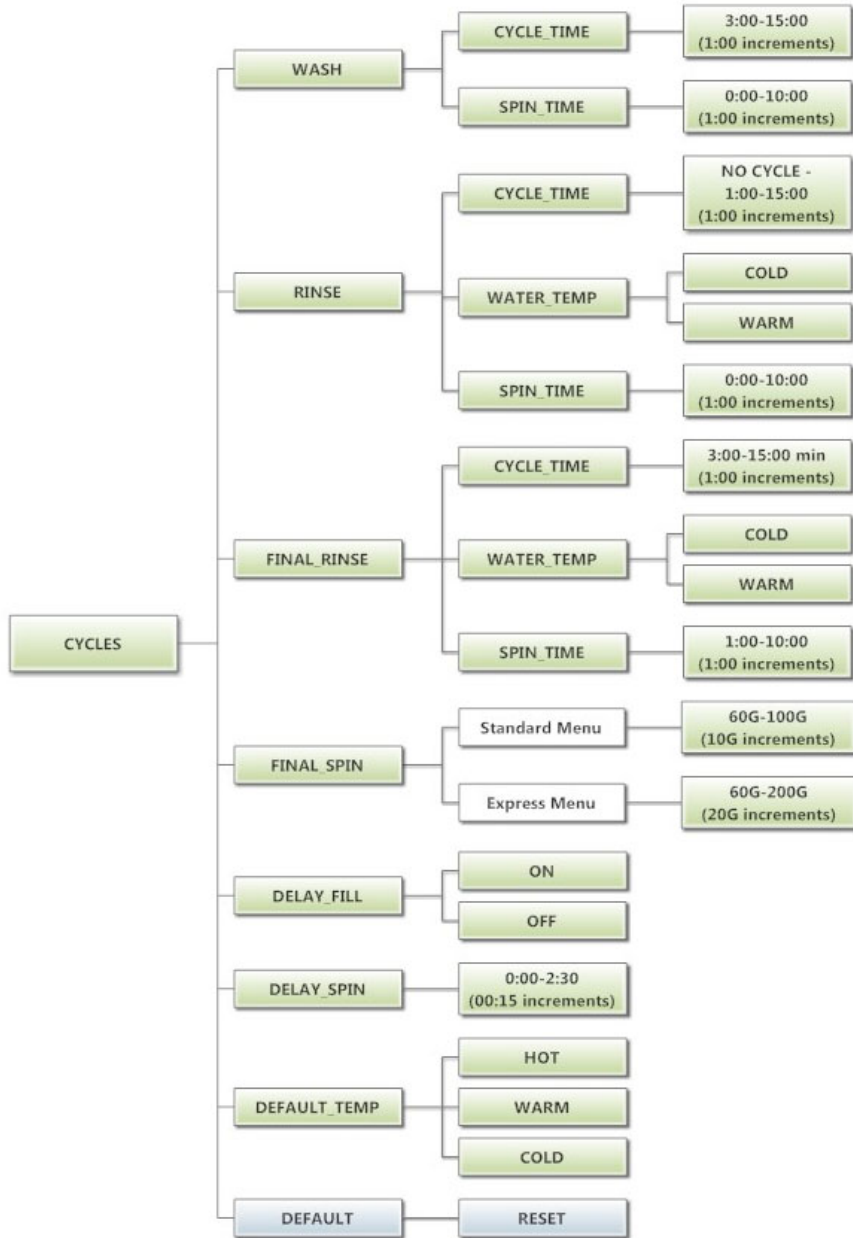 CYCLES
WASH
CYCLE_TIME
3:00-15:00
(1:00 increments)
SPIN_TIME
0:00-10:00
(1:00 increments)
RINSE
CYCLE_TIME
NO CYCLE -
1:00-15:00
(1:00 increments)
WATER_TEMP
COLD
WARM
SPIN_TIME
0:00-10:00
(1:00 increments)
FINAL_RINSE
CYCLE_TIME
3:00-15:00 min
(1:00 increments)
WATER_TEMP
COLD
WARM
SPIN_TIME
1:00-10:00
(1:00 increments)
FINAL_SPIN
Standard Menu
60G-100G
(10G increments)
Express Menu
60G-200G
(20G increments)
DELAY_FILL
ON
OFF
DELAY_SPIN
0:00-2:30
(00:15 increments)
DEFAULT_TEMP
HOT
WARM
COLD
DEFAULT
RESET